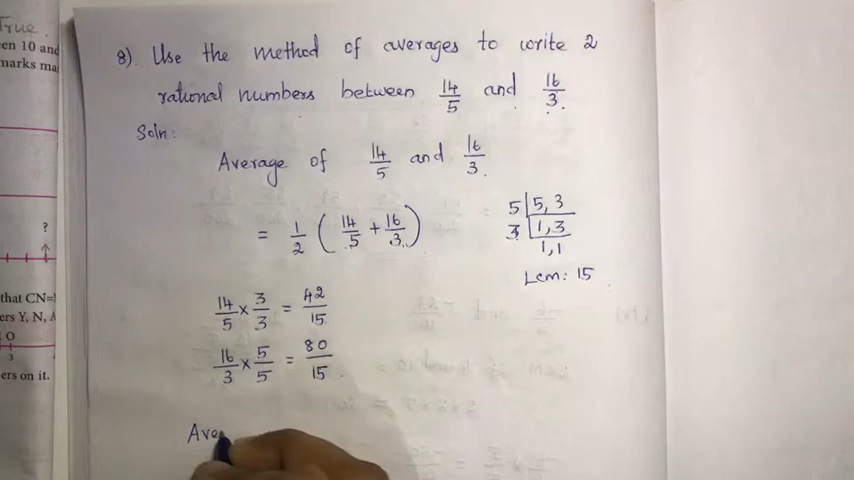 True.
en 10 and
marks ma
8). Use the method of averages to write 2
rational numbers between 14/5 and 16/3.
Soln:
Average of 14/5 and 16/3.
= 1/2 ( 14/5 + 16/3 )
5 | 5, 3
3 | 1, 3
1, 1
Lcm: 15
14/5 × 3/3 = 42/15
16/3 × 5/5 = 80/15
Ave
?
that CN=
ers Y, N, A
O
3
ers on it.